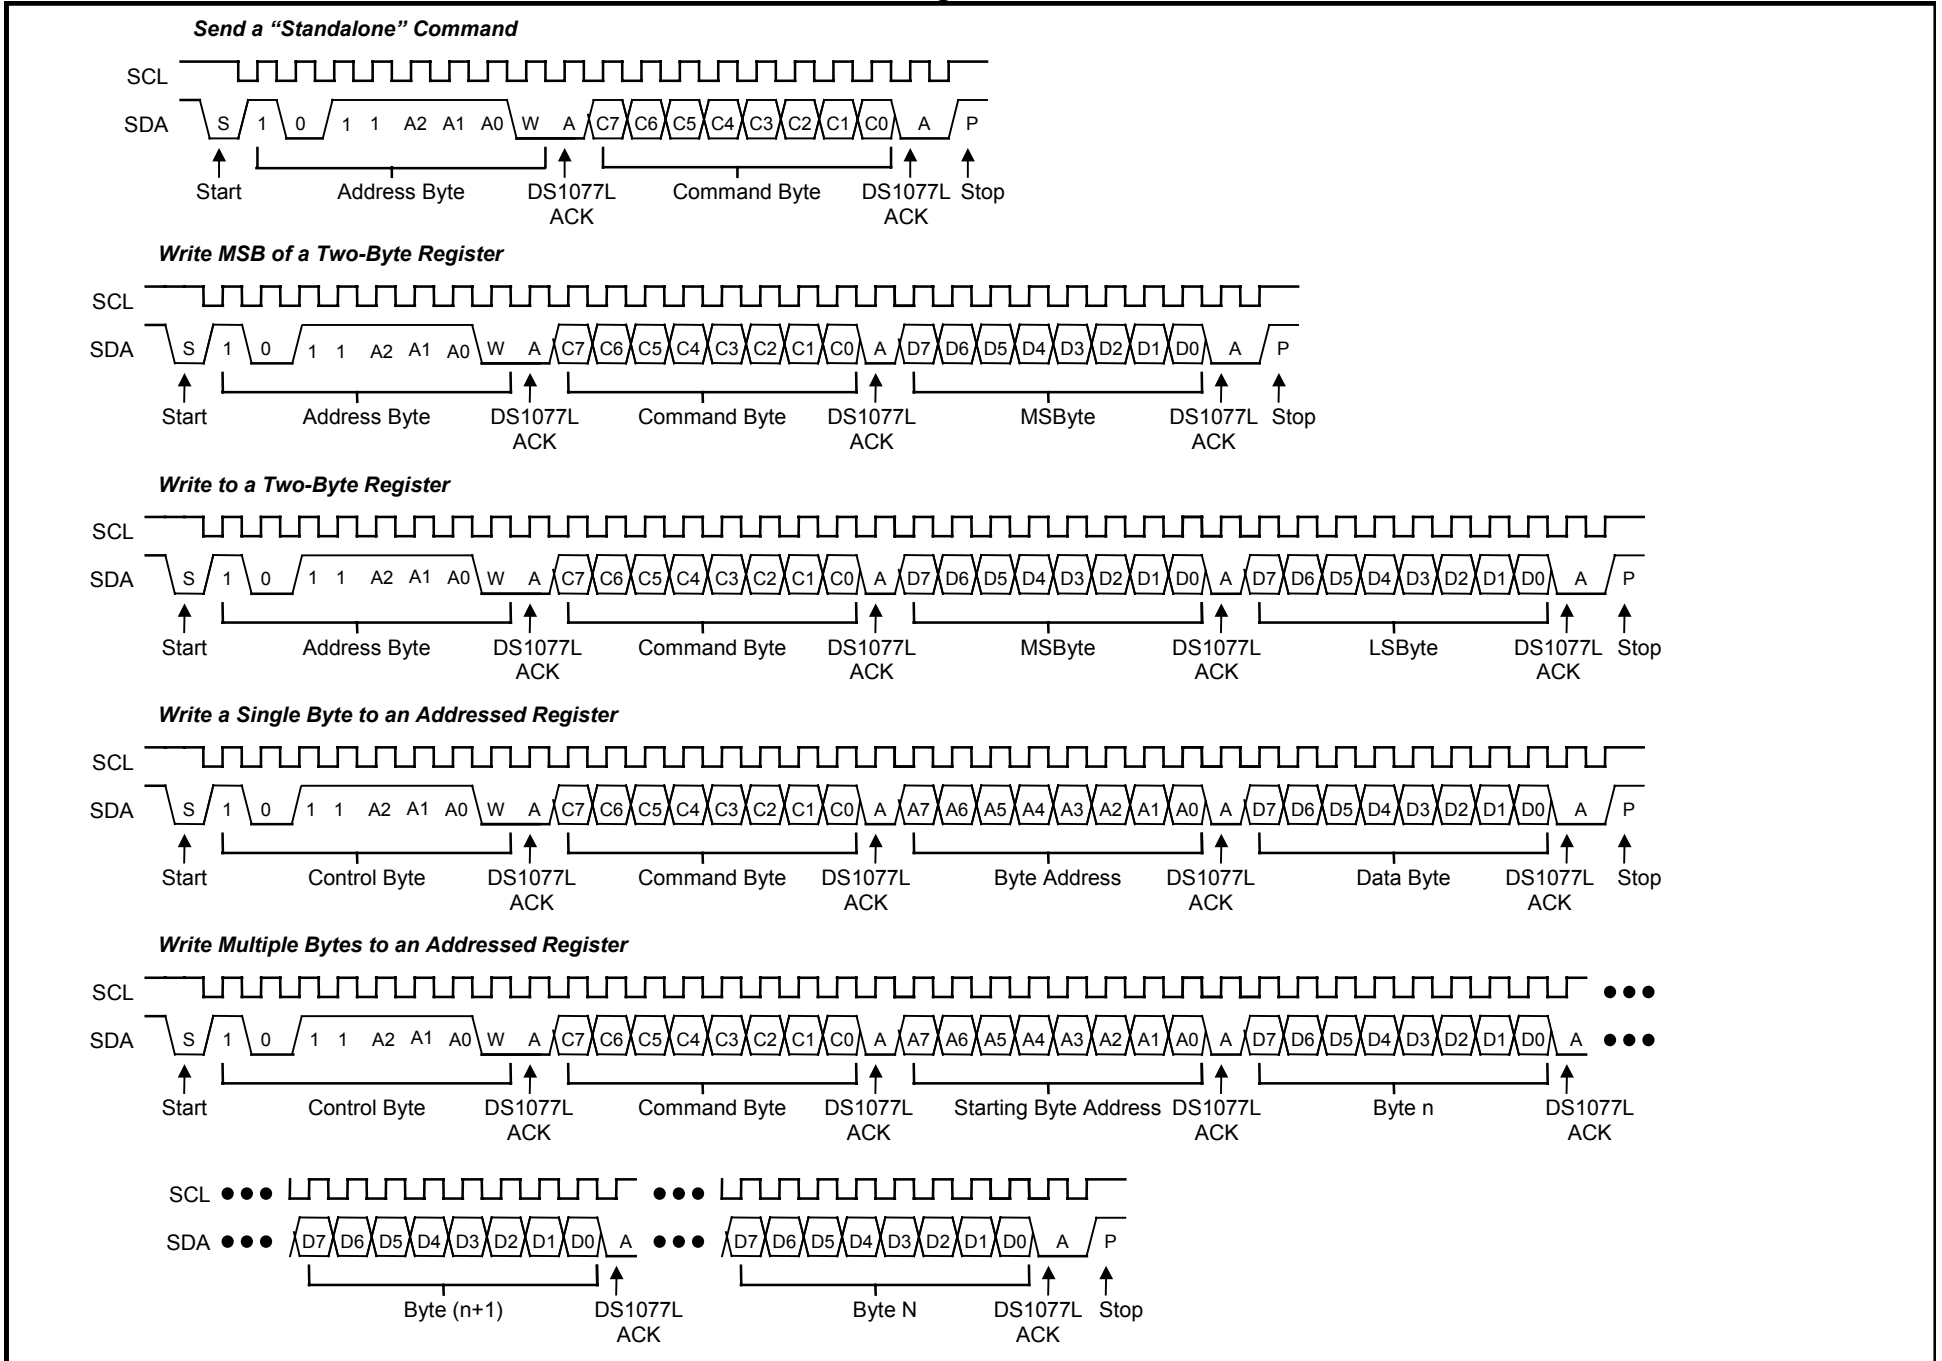 Send a “Standalone” Command
SCL
SDA S 1 0 1 1 A2 A1 A0 W A C7 C6 C5 C4 C3 C2 C1 C0 A P
Start Address Byte DS1077L Command Byte DS1077L Stop
ACK ACK
Write MSB of a Two-Byte Register
SCL
SDA S 1 0 1 1 A2 A1 A0 W A C7 C6 C5 C4 C3 C2 C1 C0 A D7 D6 D5 D4 D3 D2 D1 D0 A P
Start Address Byte DS1077L Command Byte DS1077L MSByte DS1077L Stop
ACK ACK ACK
Write to a Two-Byte Register
SCL
SDA S 1 0 1 1 A2 A1 A0 W A C7 C6 C5 C4 C3 C2 C1 C0 A D7 D6 D5 D4 D3 D2 D1 D0 A D7 D6 D5 D4 D3 D2 D1 D0 A P
Start Address Byte DS1077L Command Byte DS1077L MSByte DS1077L LSByte DS1077L Stop
ACK ACK ACK ACK
Write a Single Byte to an Addressed Register
SCL
SDA S 1 0 1 1 A2 A1 A0 W A C7 C6 C5 C4 C3 C2 C1 C0 A A7 A6 A5 A4 A3 A2 A1 A0 A D7 D6 D5 D4 D3 D2 D1 D0 A P
Start Control Byte DS1077L Command Byte DS1077L Byte Address DS1077L Data Byte DS1077L Stop
ACK ACK ACK ACK
Write Multiple Bytes to an Addressed Register
SCL
SDA S 1 0 1 1 A2 A1 A0 W A C7 C6 C5 C4 C3 C2 C1 C0 A A7 A6 A5 A4 A3 A2 A1 A0 A D7 D6 D5 D4 D3 D2 D1 D0 A
Start Control Byte DS1077L Command Byte DS1077L Starting Byte Address DS1077L Byte n DS1077L
ACK ACK ACK ACK
SCL
SDA D7 D6 D5 D4 D3 D2 D1 D0 A D7 D6 D5 D4 D3 D2 D1 D0 A P
Byte (n+1) DS1077L Byte N DS1077L Stop
ACK ACK